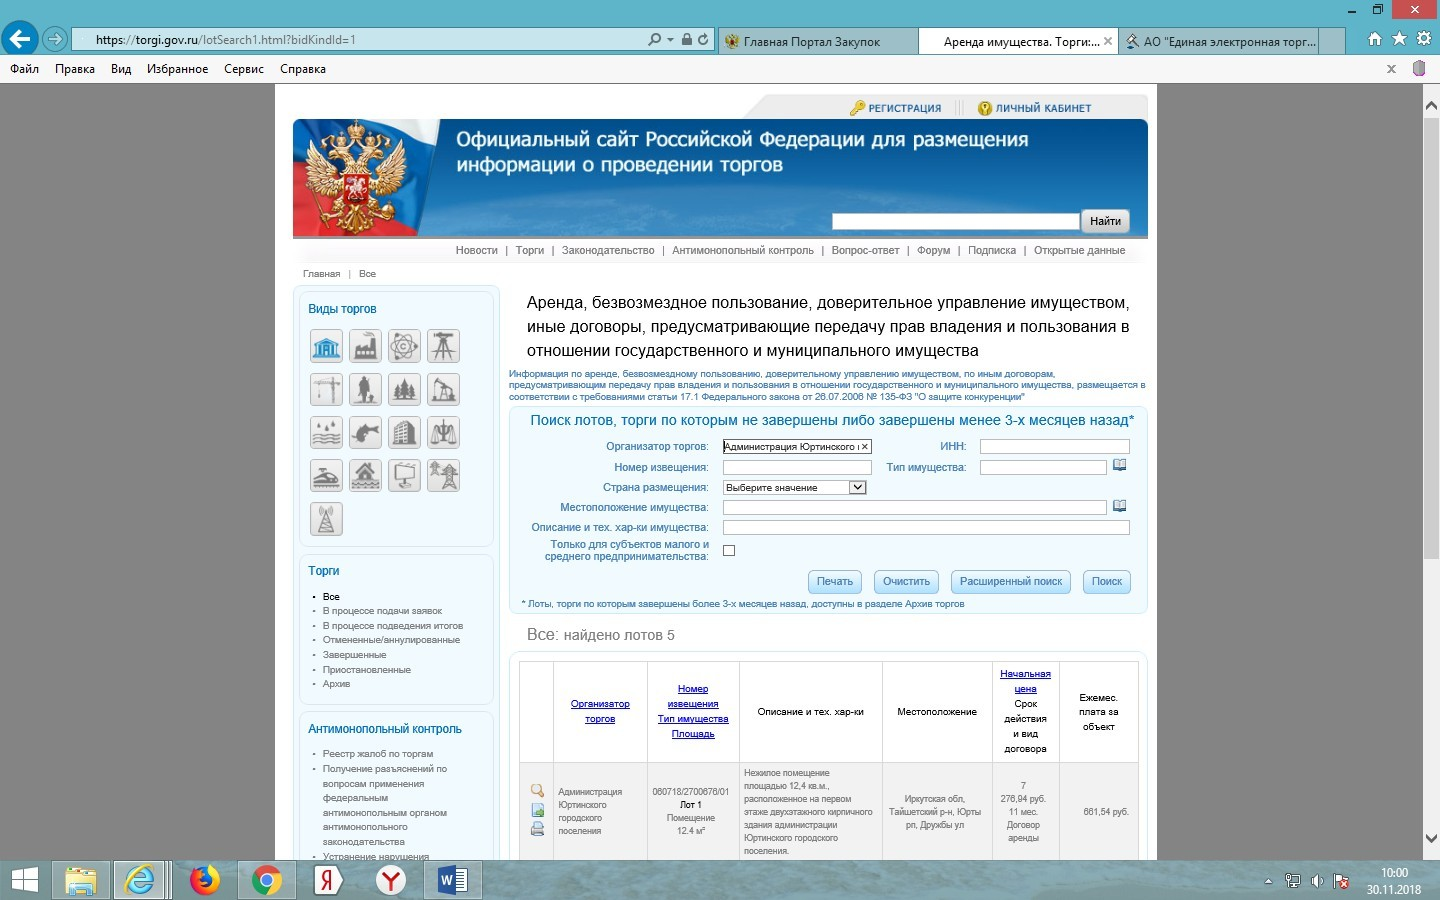 https://torgi.gov.ru/lotSearch1.html?bidKindId=1
Главная Портал Закупок
Аренда имущества. Торги:...
АО "Единая электронная торг...
Файл Правка Вид Избранное Сервис Справка
РЕГИСТРАЦИЯ ЛИЧНЫЙ КАБИНЕТ
Официальный сайт Российской Федерации для размещения
информации о проведении торгов
Найти
Новости | Торги | Законодательство | Антимонопольный контроль | Вопрос-ответ | Форум | Подписка | Открытые данные
Главная | Все
Виды торгов
Торги
Все
В процессе подачи заявок
В процессе подведения итогов
Отмененные/аннулированные
Завершенные
Приостановленные
Архив
Антимонопольный контроль
Реестр жалоб по торгам
Получение разъяснений по
вопросам применения
федеральным
антимонопольным органом
антимонопольного
законодательства
Устранение нарушения
Аренда, безвозмездное пользование, доверительное управление имуществом,
иные договоры, предусматривающие передачу прав владения и пользования в
отношении государственного и муниципального имущества
Информация по аренде, безвозмездному пользованию, доверительному управлению имуществом, по иным договорам,
предусматривающим передачу прав владения и пользования в отношении государственного и муниципального имущества, размещается в
соответствии с требованиями статьи 17.1 Федерального закона от 26.07.2006 № 135-ФЗ "О защите конкуренции"
Поиск лотов, торги по которым не завершены либо завершены менее 3-х месяцев назад*
Организатор торгов: Администрация Юртинского ИНН:
Номер извещения: Тип имущества:
Страна размещения: Выберите значение
Местоположение имущества:
Описание и тех. хар-ки имущества:
Только для субъектов малого и
среднего предпринимательства:
Печать Очистить Расширенный поиск Поиск
* Лоты, торги по которым завершены более 3-х месяцев назад, доступны в разделе Архив торгов
Все: найдено лотов 5
Организатор
торгов
Номер
извещения
Тип имущества
Площадь
Описание и тех. хар-ки
Местоположение
Начальная
цена
Срок
действия
и вид
договора
Ежемес.
плата за
объект
Администрация
Юртинского
городского
поселения
060718/2700676/01
Лот 1
Помещение
12.4 м²
Нежилое помещение
площадью 12,4 кв.м.,
расположенное на первом
этаже двухэтажного кирпичного
здания администрации
Юртинского городского
поселения.
Иркутская обл,
Тайшетский р-н, Юрты
рп, Дружбы ул
7
276,94 руб.
11 мес.
Договор
аренды
661,54 руб.
10:00
30.11.2018